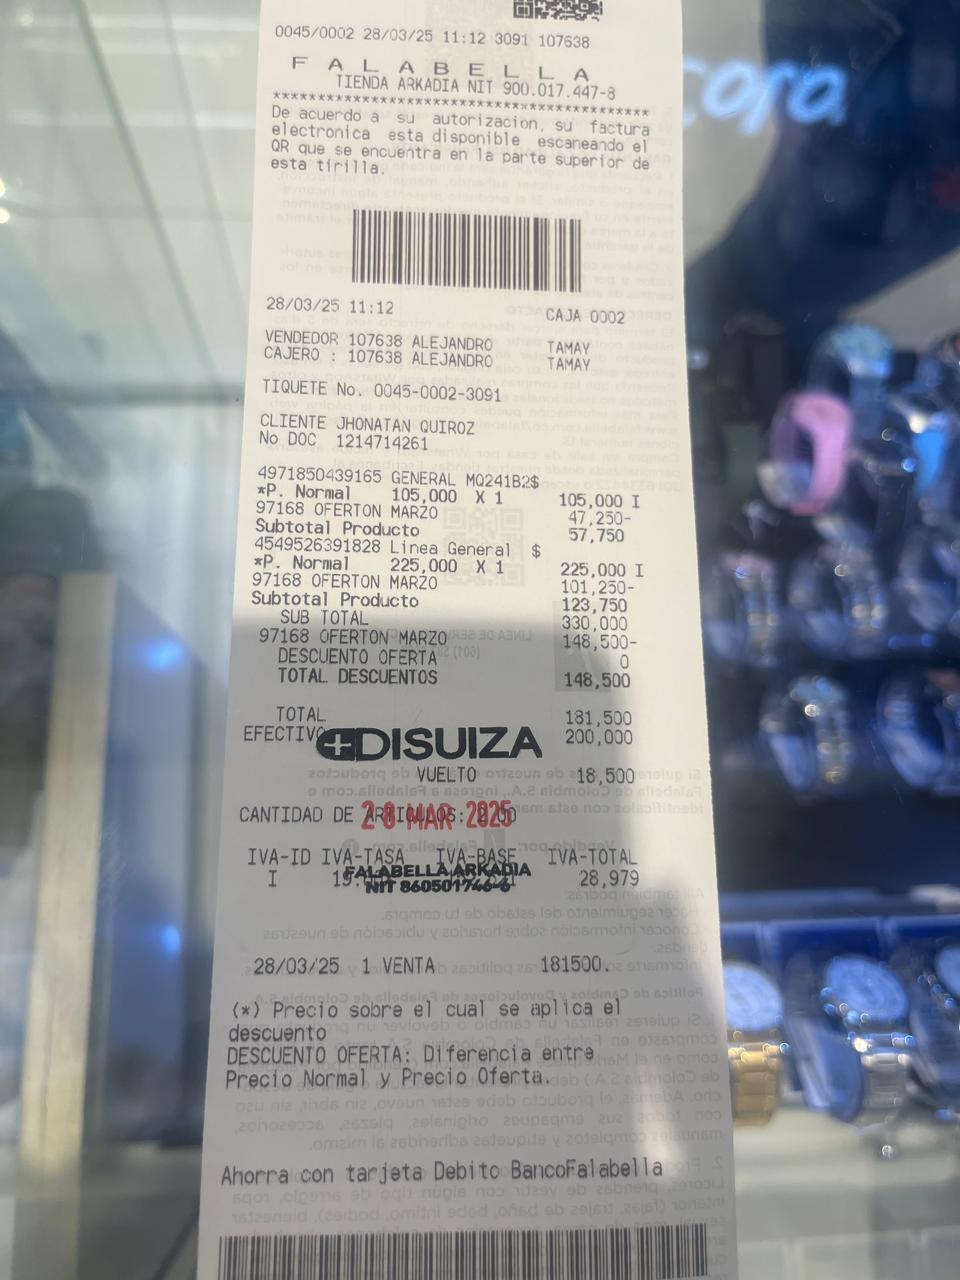 0045/0002 28/03/25 11:12 3091 107638
F A L A B E L L A
TIENDA ARKADIA NIT 900.017.447-8
****************************************
De acuerdo a su autorizacion, su factura
electronica esta disponible escaneando el
QR que se encuentra en la parte superior de
esta tirilla.
28/03/25 11:12 CAJA 0002
VENDEDOR 107638 ALEJANDRO TAMAY
CAJERO : 107638 ALEJANDRO TAMAY
TIQUETE No. 0045-0002-3091
CLIENTE JHONATAN QUIROZ
No DOC 1214714261
4971850439165 GENERAL MQ241B2$
*P. Normal 105,000 X 1 105,000 I
97168 OFERTON MARZO 47,250-
Subtotal Producto 57,750
4549526391828 Linea General $
*P. Normal 225,000 X 1 225,000 I
97168 OFERTON MARZO 101,250-
Subtotal Producto 123,750
SUB TOTAL 330,000
97168 OFERTON MARZO 148,500-
DESCUENTO OFERTA 0
TOTAL DESCUENTOS 148,500
TOTAL 181,500
EFECTIVO 200,000
DISUIZA
VUELTO 18,500
CANTIDAD DE ARTICULOS: 2.00
28 MAR 2025
IVA-ID IVA-TASA IVA-BASE IVA-TOTAL
I 28,979
FALABELLA ARKADIA
NIT 860501746-6
28/03/25 1 VENTA 181500.
(*) Precio sobre el cual se aplica el
descuento
DESCUENTO OFERTA: Diferencia entre
Precio Normal y Precio Oferta.
Ahorra con tarjeta Debito BancoFalabella